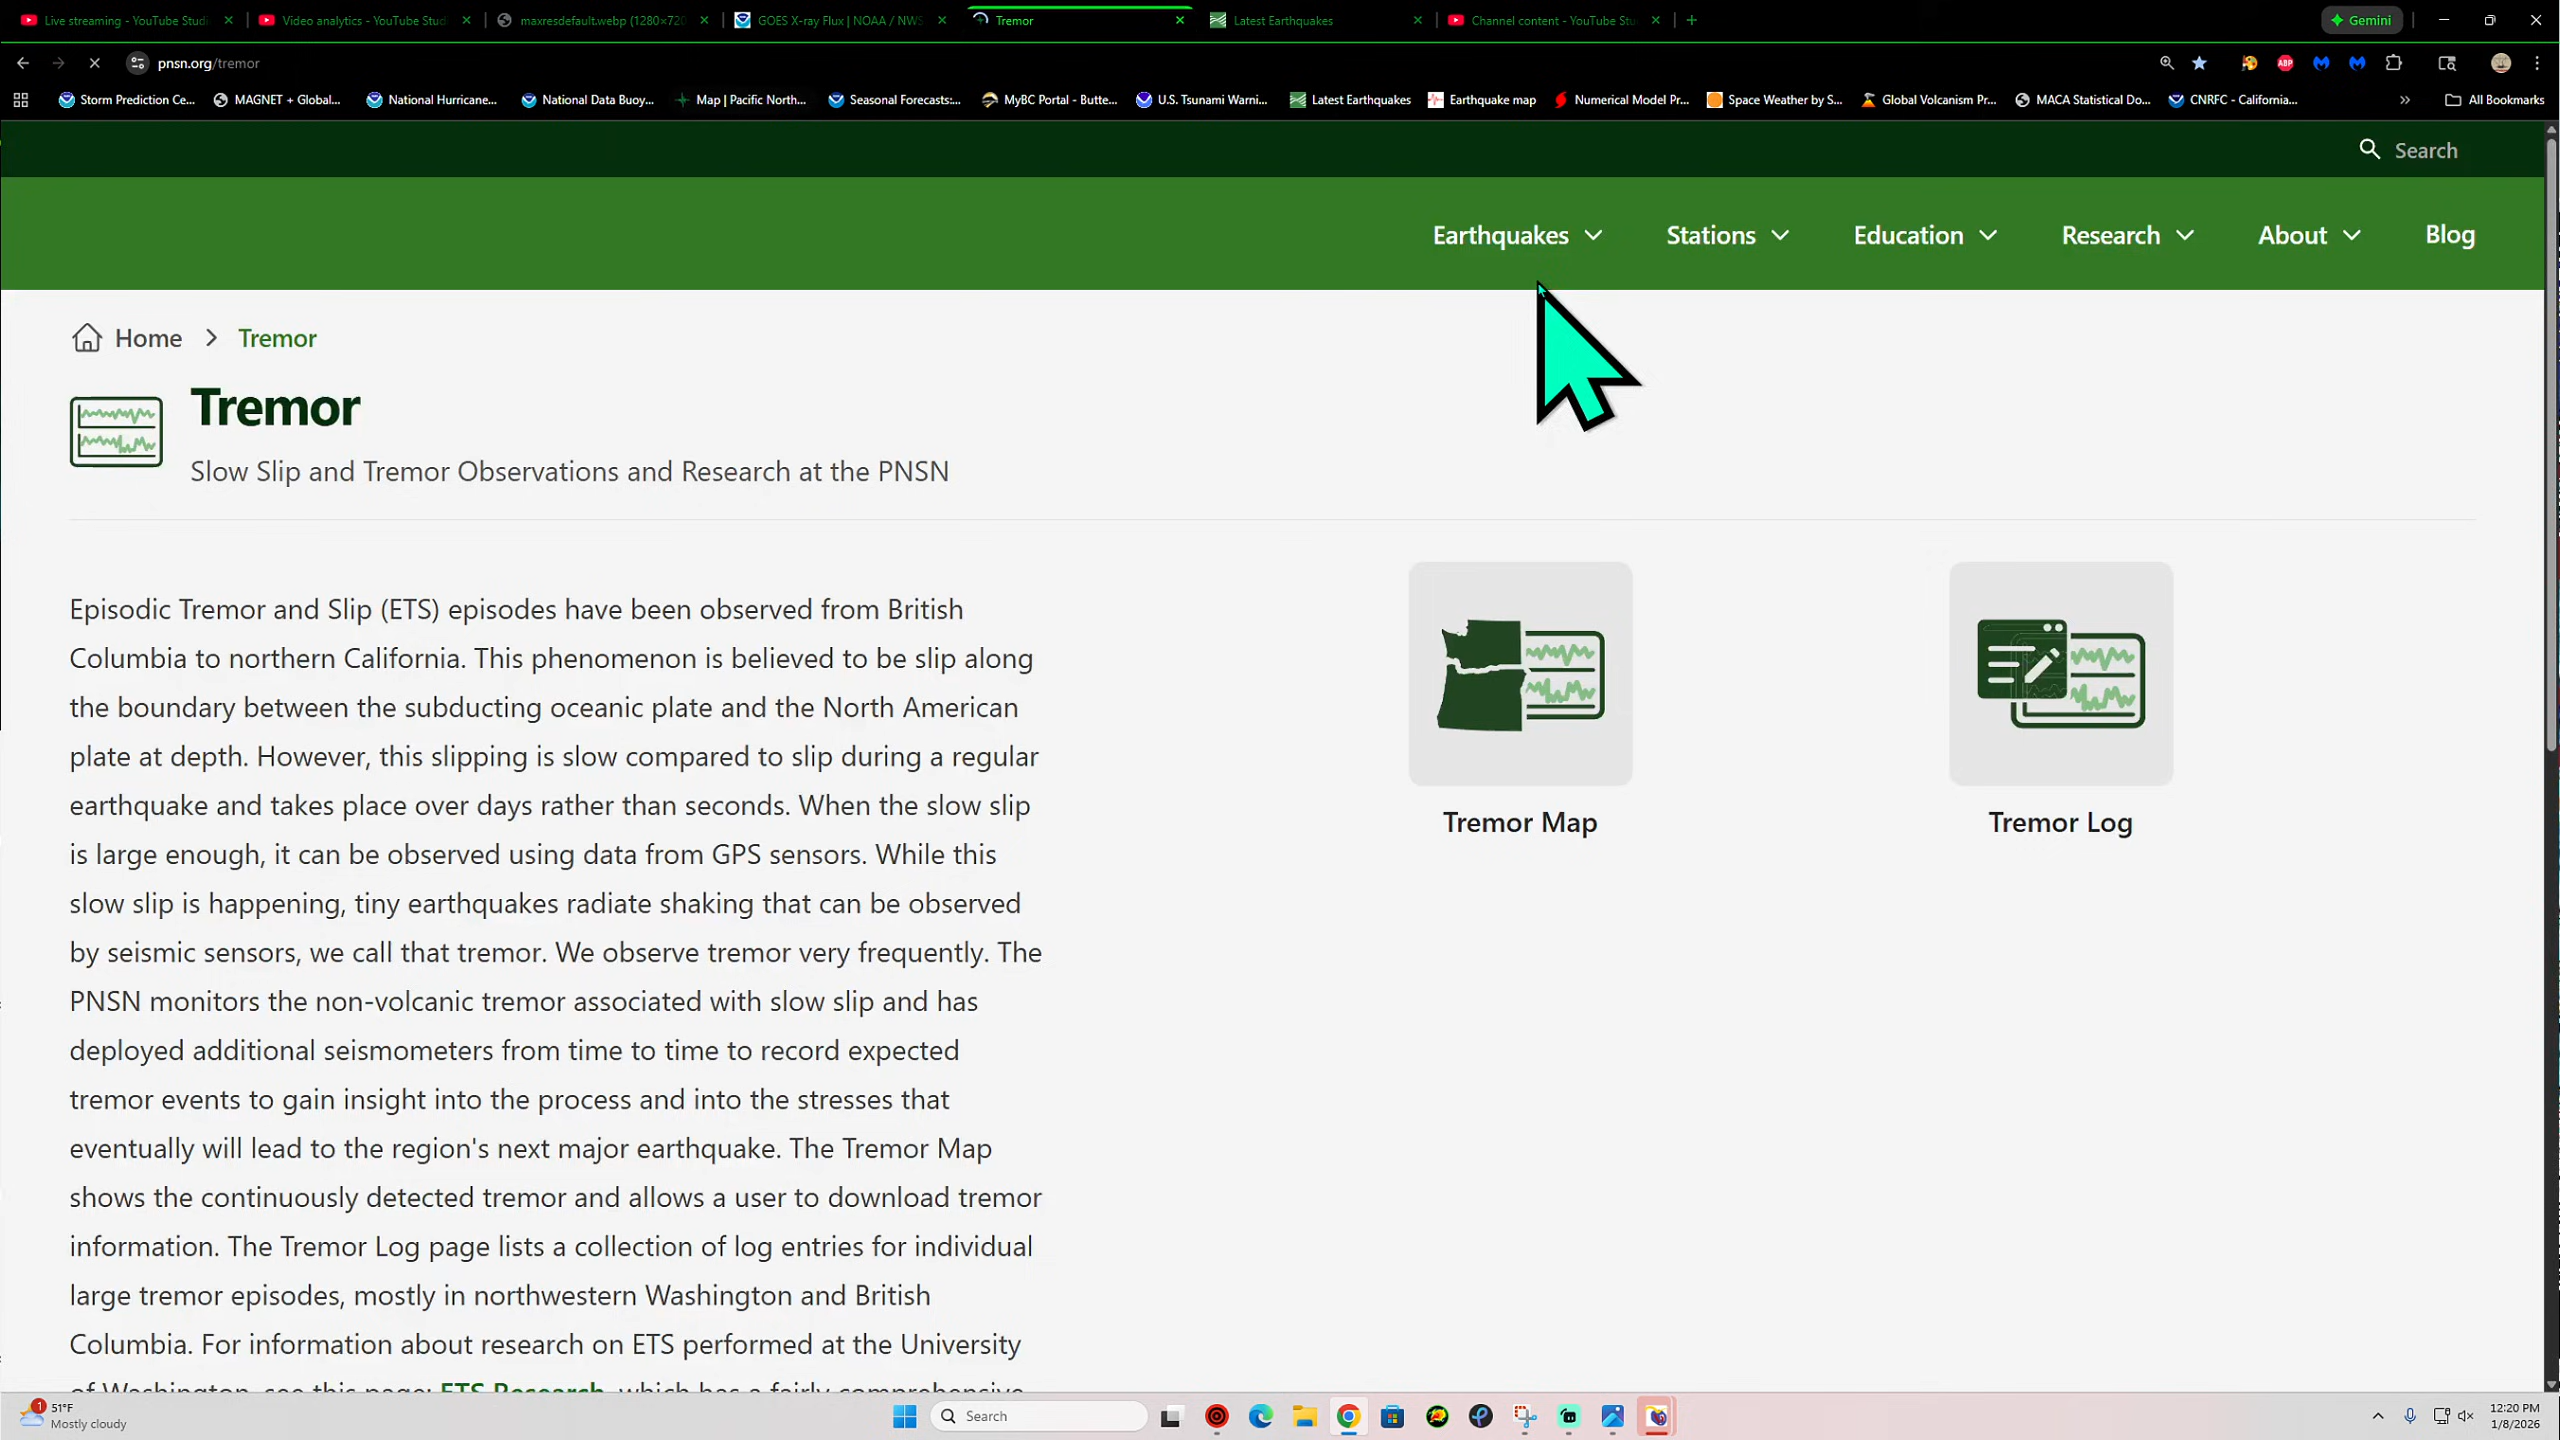 Live streaming - YouTube Studi
Video analytics - YouTube Studi
maxresdefault.webp (1280×720
GOES X-ray Flux | NOAA / NWS
Tremor
Latest Earthquakes
Channel content - YouTube Stu
Gemini
pnsn.org/tremor
ABP
Storm Prediction Ce...
MAGNET + Global...
National Hurricane...
National Data Buoy...
Map | Pacific North...
Seasonal Forecasts:...
MyBC Portal - Butte...
U.S. Tsunami Warni...
Latest Earthquakes
Earthquake map
Numerical Model Pr...
Space Weather by S...
Global Volcanism Pr...
MACA Statistical Do...
CNRFC - California...
All Bookmarks
Search
Earthquakes
Stations
Education
Research
About
Blog
Home
Tremor
Tremor
Slow Slip and Tremor Observations and Research at the PNSN
Episodic Tremor and Slip (ETS) episodes have been observed from British
Columbia to northern California. This phenomenon is believed to be slip along
the boundary between the subducting oceanic plate and the North American
plate at depth. However, this slipping is slow compared to slip during a regular
earthquake and takes place over days rather than seconds. When the slow slip
is large enough, it can be observed using data from GPS sensors. While this
slow slip is happening, tiny earthquakes radiate shaking that can be observed
by seismic sensors, we call that tremor. We observe tremor very frequently. The
PNSN monitors the non-volcanic tremor associated with slow slip and has
deployed additional seismometers from time to time to record expected
tremor events to gain insight into the process and into the stresses that
eventually will lead to the region's next major earthquake. The Tremor Map
shows the continuously detected tremor and allows a user to download tremor
information. The Tremor Log page lists a collection of log entries for individual
large tremor episodes, mostly in northwestern Washington and British
Columbia. For information about research on ETS performed at the University
of Washington, see this page: ETS Research, which has a fairly comprehensive
Tremor Map
Tremor Log
1
51°F
Mostly cloudy
Search
12:20 PM
1/8/2026